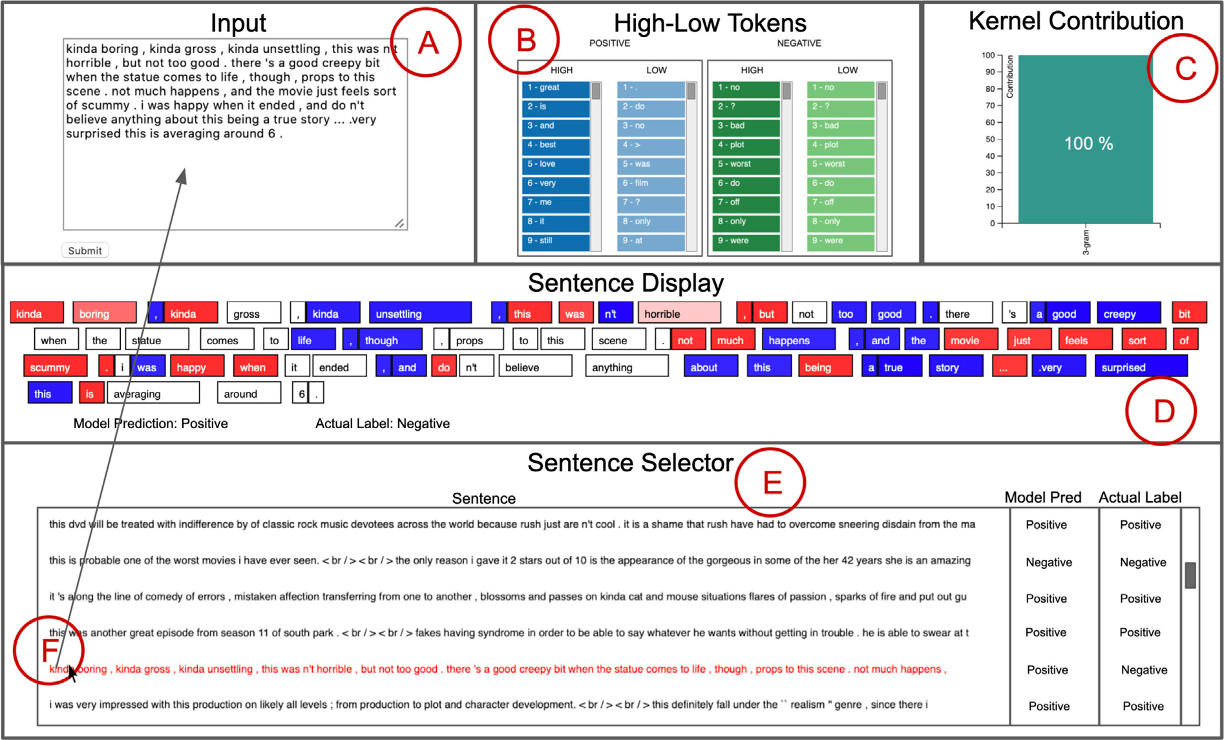 Input
A
kinda boring , kinda gross , kinda unsettling , this was n't
horrible , but not too good . there 's a good creepy bit
when the statue comes to life , though , props to this
scene . not much happens , and the movie just feels sort
of scummy . i was happy when it ended , and do n't
believe anything about this being a true story ... .very
surprised this is averaging around 6 .
Submit
B
High-Low Tokens
POSITIVE NEGATIVE
HIGH LOW HIGH LOW
1 - great 1 - . 1 - no 1 - no
2 - is 2 - do 2 - ? 2 - ?
3 - and 3 - no 3 - bad 3 - bad
4 - best 4 - > 4 - plot 4 - plot
5 - love 5 - was 5 - worst 5 - worst
6 - very 6 - film 6 - do 6 - do
7 - me 7 - ? 7 - off 7 - off
8 - it 8 - only 8 - only 8 - only
9 - still 9 - at 9 - were 9 - were
Kernel Contribution
C
Contribution
100
90
80
70
60
50
40
30
20
10
0
100 %
3-gram
Sentence Display
kinda boring , kinda gross , kinda unsettling , this was n't horrible , but not too good . there 's a good creepy bit
when the statue comes to life , though , props to this scene . not much happens , and the movie just feels sort of
scummy . i was happy when it ended , and do n't believe anything about this being a true story ... .very surprised
this is averaging around 6 .
Model Prediction: Positive Actual Label: Negative
D
Sentence Selector
E
Sentence Model Pred Actual Label
this dvd will be treated with indifference by of classic rock music devotees across the world because rush just are n't cool . it is a shame that rush have had to overcome sneering disdain from the ma Positive Positive
this is probable one of the worst movies i have ever seen. < br / > < br / > the only reason i gave it 2 stars out of 10 is the appearance of the gorgeous in some of the her 42 years she is an amazing Negative Negative
it 's along the line of comedy of errors , mistaken affection transferring from one to another , blossoms and passes on kinda cat and mouse situations flares of passion , sparks of fire and put out gu Positive Positive
this was another great episode from season 11 of south park . < br / > < br / > fakes having syndrome in order to be able to say whatever he wants without getting in trouble . he is able to swear at t Positive Positive
F
kinda boring , kinda gross , kinda unsettling , this was n't horrible , but not too good . there 's a good creepy bit when the statue comes to life , though , props to this scene . not much happens , Positive Negative
i was very impressed with this production on likely all levels ; from production to plot and character development. < br / > < br / > this definitely fall under the `` realism '' genre , since there i Positive Positive